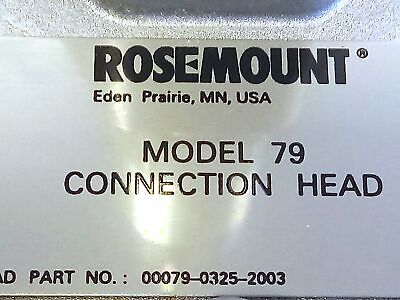 ROSEMOUNT®
Eden Prairie, MN, USA
MODEL 79
CONNECTION HEAD
AD PART NO.: 00079-0325-2003